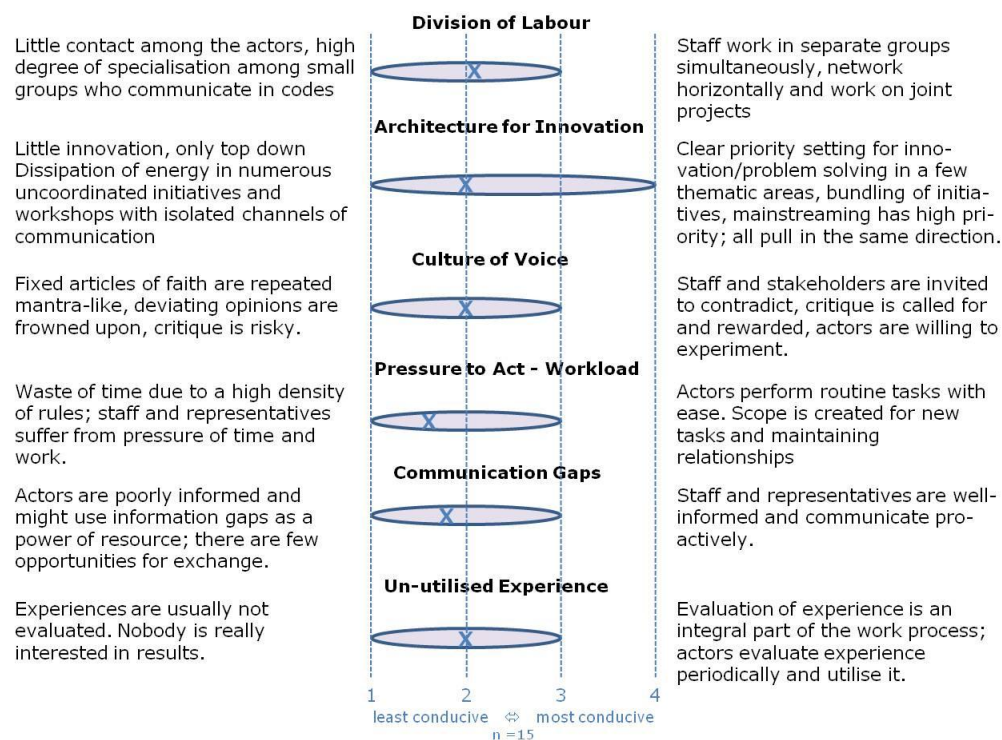 Division of Labour
Little contact among the actors, high
degree of specialisation among small
groups who communicate in codes
X
Staff work in separate groups
simultaneously, network
horizontally and work on joint
projects
Architecture for Innovation
Little innovation, only top down
Dissipation of energy in numerous
uncoordinated initiatives and
workshops with isolated channels of
communication
X
Clear priority setting for inno-
vation/problem solving in a few
thematic areas, bundling of initia-
tives, mainstreaming has high pri-
ority; all pull in the same direction.
Culture of Voice
Fixed articles of faith are repeated
mantra-like, deviating opinions are
frowned upon, critique is risky.
X
Staff and stakeholders are invited
to contradict, critique is called for
and rewarded, actors are willing to
experiment.
Pressure to Act - Workload
Waste of time due to a high density
of rules; staff and representatives
suffer from pressure of time and
work.
X
Actors perform routine tasks with
ease. Scope is created for new
tasks and maintaining
relationships
Communication Gaps
Actors are poorly informed and
might use information gaps as a
power of resource; there are few
opportunities for exchange.
X
Staff and representatives are well-
informed and communicate pro-
actively.
Un-utilised Experience
Experiences are usually not
evaluated. Nobody is really
interested in results.
X
Evaluation of experience is an
integral part of the work process;
actors evaluate experience
periodically and utilise it.
1 2 3 4
least conducive ⇔ most conducive
n =15